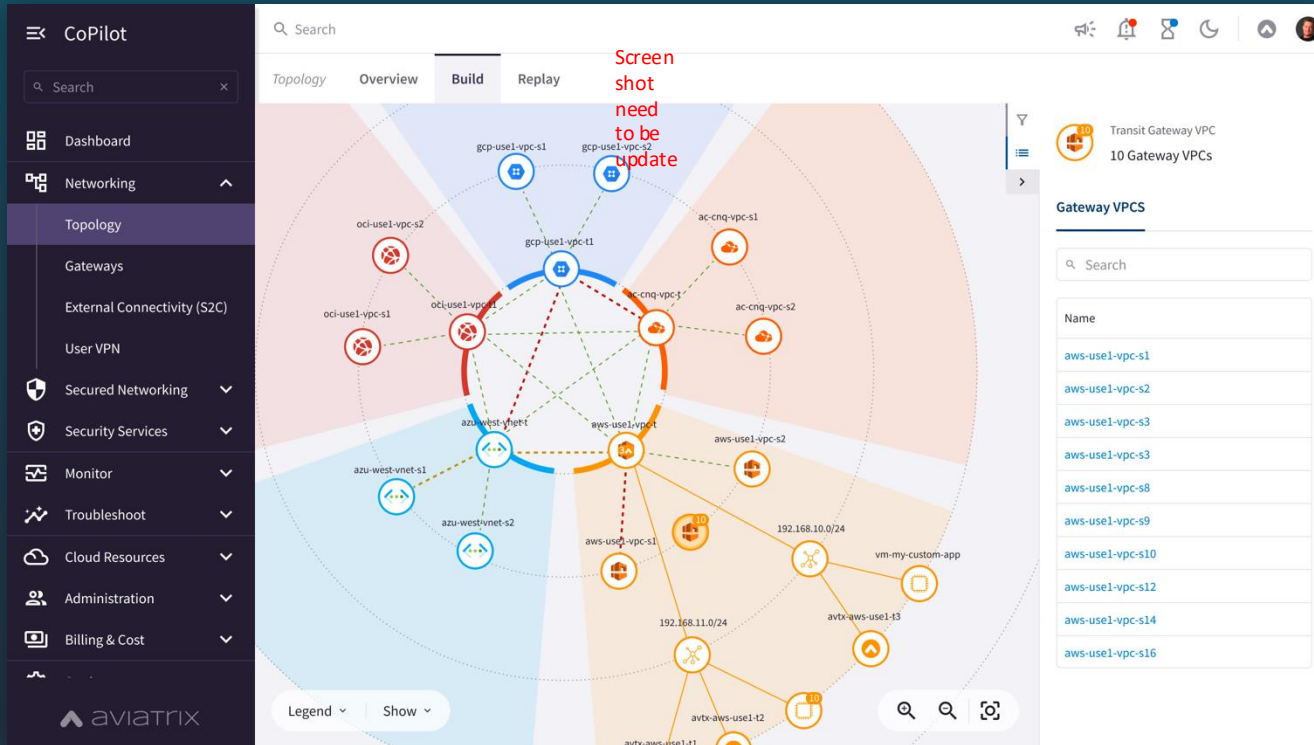 CoPilot
Search
Dashboard
Networking
Topology
Gateways
External Connectivity (S2C)
User VPN
Secured Networking
Security Services
Monitor
Troubleshoot
Cloud Resources
Administration
Billing & Cost
aviatrix
Search
Topology
Overview
Build
Replay
Screen
shot
need
to be
update
gcp-use1-vpc-s1
gcp-use1-vpc-s2
oci-use1-vpc-s2
ac-cnq-vpc-s1
gcp-use1-vpc-t1
oci-use1-vpc-t1
ac-cnq-vpc-t
oci-use1-vpc-s1
ac-cnq-vpc-s2
azu-west-vnet-t
aws-use1-vpc-t
aws-use1-vpc-s2
azu-west-vnet-s1
azu-west-vnet-s2
10
192.168.10.0/24
aws-use1-vpc-s1
vm-my-custom-app
192.168.11.0/24
avtx-aws-use1-t3
10
avtx-aws-use1-t2
avtx-aws-use1-t1
Legend
Show
10
Transit Gateway VPC
10 Gateway VPCs
Gateway VPCS
Search
Name
aws-use1-vpc-s1
aws-use1-vpc-s2
aws-use1-vpc-s3
aws-use1-vpc-s3
aws-use1-vpc-s8
aws-use1-vpc-s9
aws-use1-vpc-s10
aws-use1-vpc-s12
aws-use1-vpc-s14
aws-use1-vpc-s16